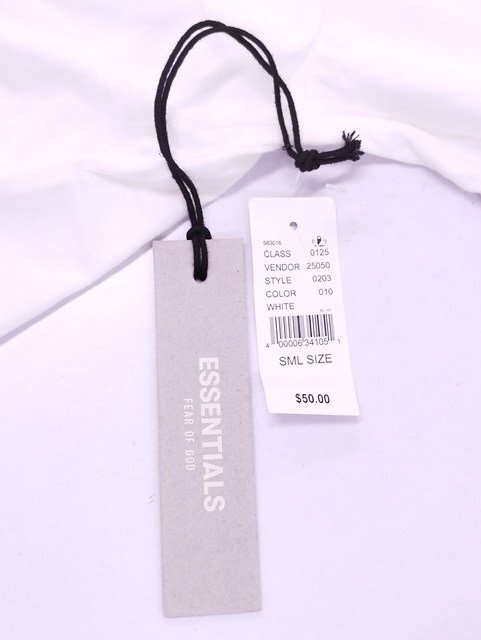 583016
CLASS 0125
VENDOR 25050
STYLE 0203
COLOR 010
WHITE
4 00006 34105 1
SML SIZE
$50.00
ESSENTIALS
FEAR OF GOD